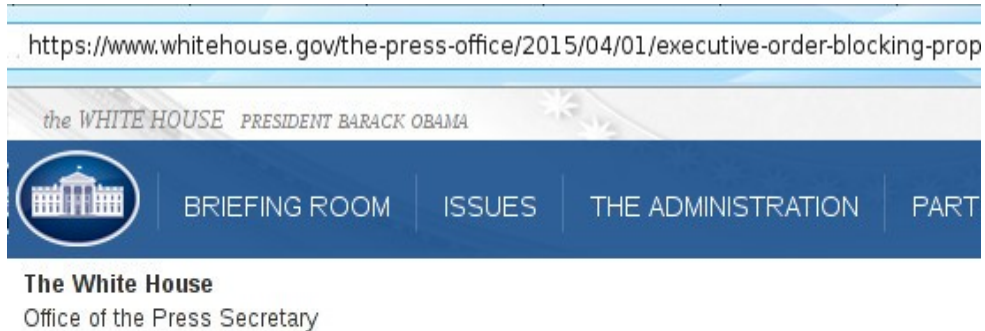 https://www.whitehouse.gov/the-press-office/2015/04/01/executive-order-blocking-prop
the WHITE HOUSE PRESIDENT BARACK OBAMA
BRIEFING ROOM ISSUES THE ADMINISTRATION PART
The White House
Office of the Press Secretary